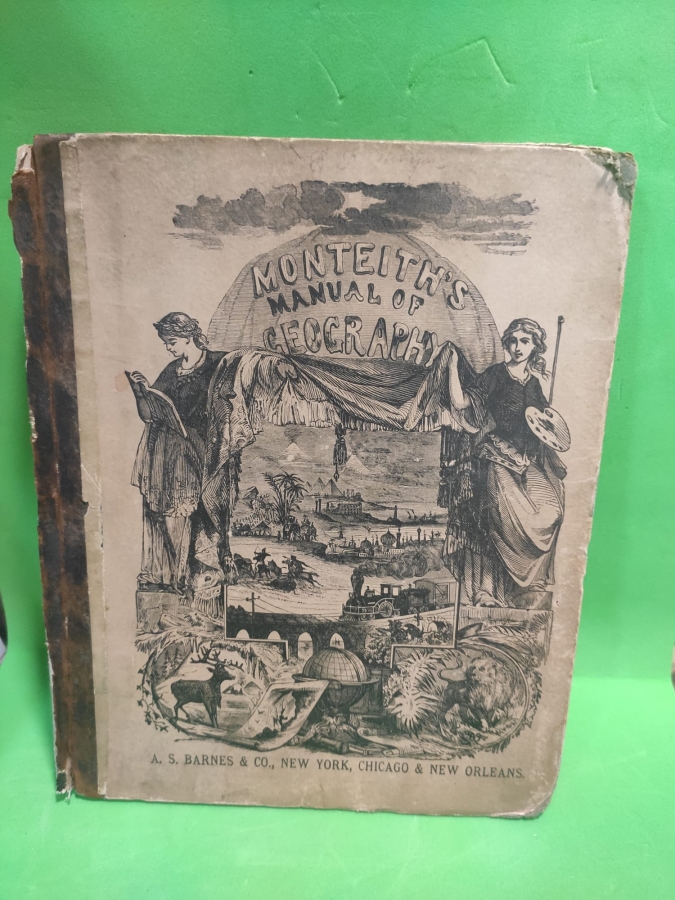 MONTEITH'S
MANUAL OF
GEOGRAPHY
A. S. BARNES & CO., NEW YORK, CHICAGO & NEW ORLEANS.